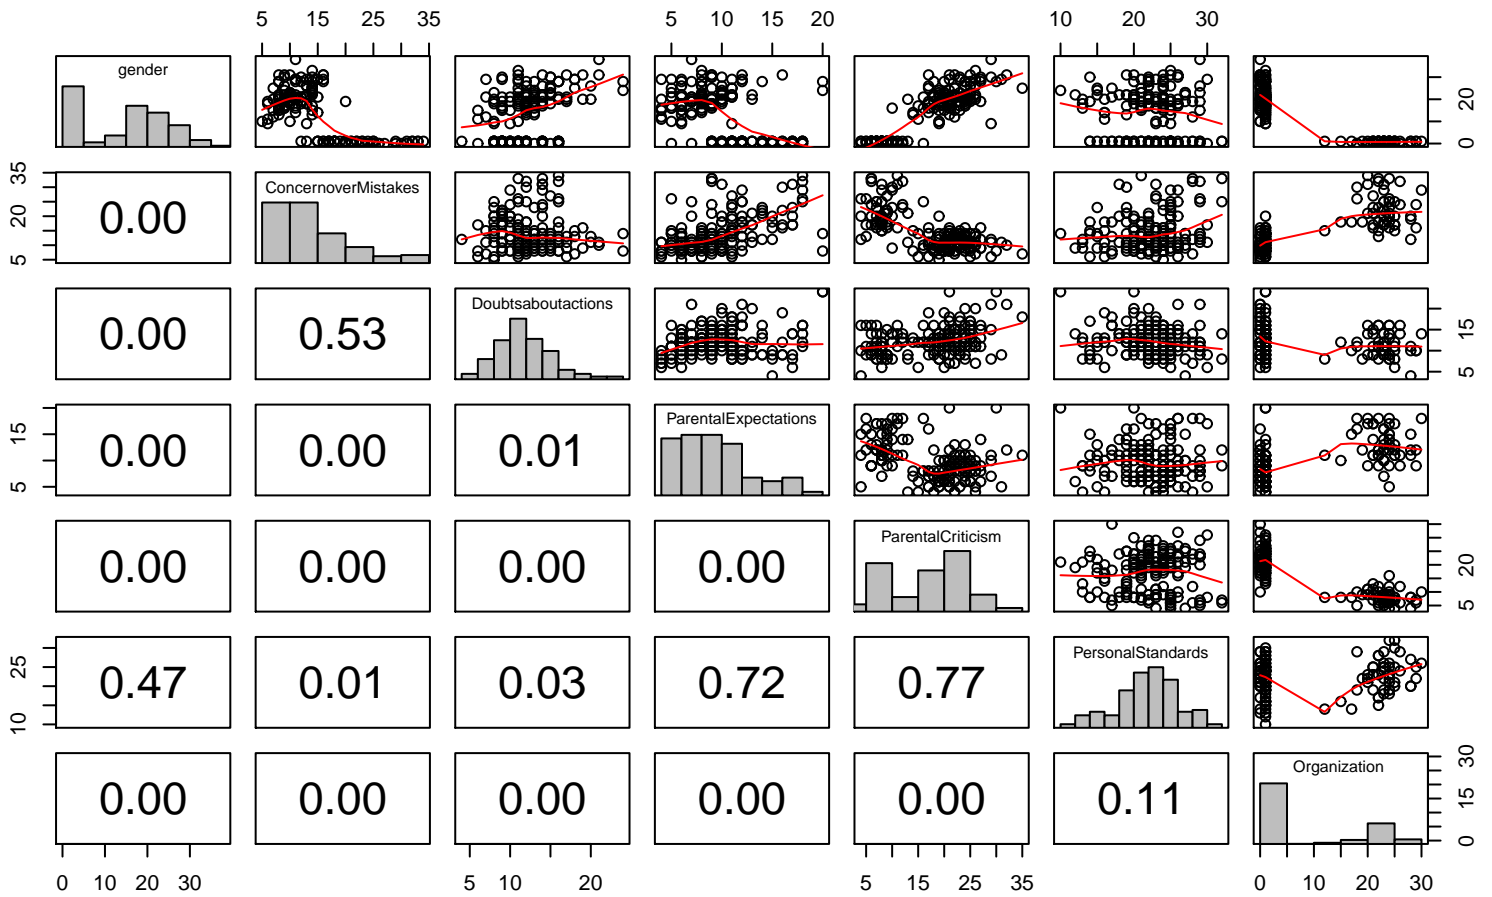 5 15 35 5 10 20 10 20 30
gender
0 20
5 20 35
0.00
ConcernoverMistakes
0.00
0.53
Doubtsaboutactions
5 15
5 15
0.00
0.00
0.01
ParentalExpectations
0.00
0.00
0.00
0.00
ParentalCriticism
5 20
10 25
0.47
0.01
0.03
0.72
0.77
PersonalStandards
0.00
0.00
0.00
0.00
0.00
0.11
Organization
0 15 30
0 10 20 30 5 10 20 5 15 25 35 0 10 20 30